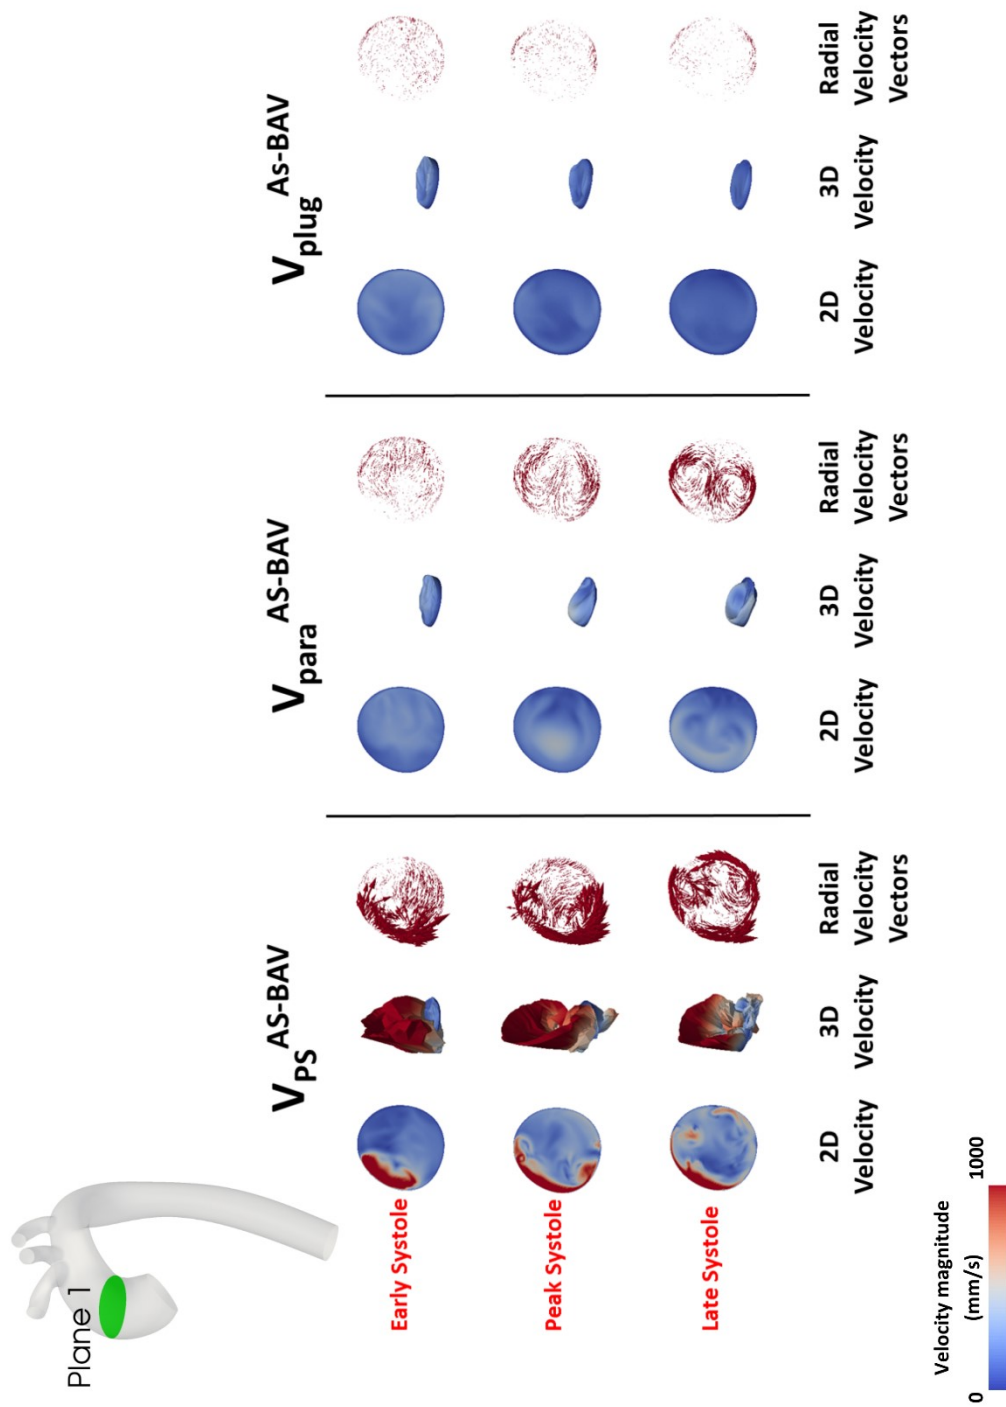 Plane 1
V_PS^AS-BAV
V_para^AS-BAV
V_plug^As-BAV
Early Systole
Peak Systole
Late Systole
2D
Velocity
3D
Velocity
Radial
Velocity
Vectors
2D
Velocity
3D
Velocity
Radial
Velocity
Vectors
2D
Velocity
3D
Velocity
Radial
Velocity
Vectors
Velocity magnitude
(mm/s)
0
1000